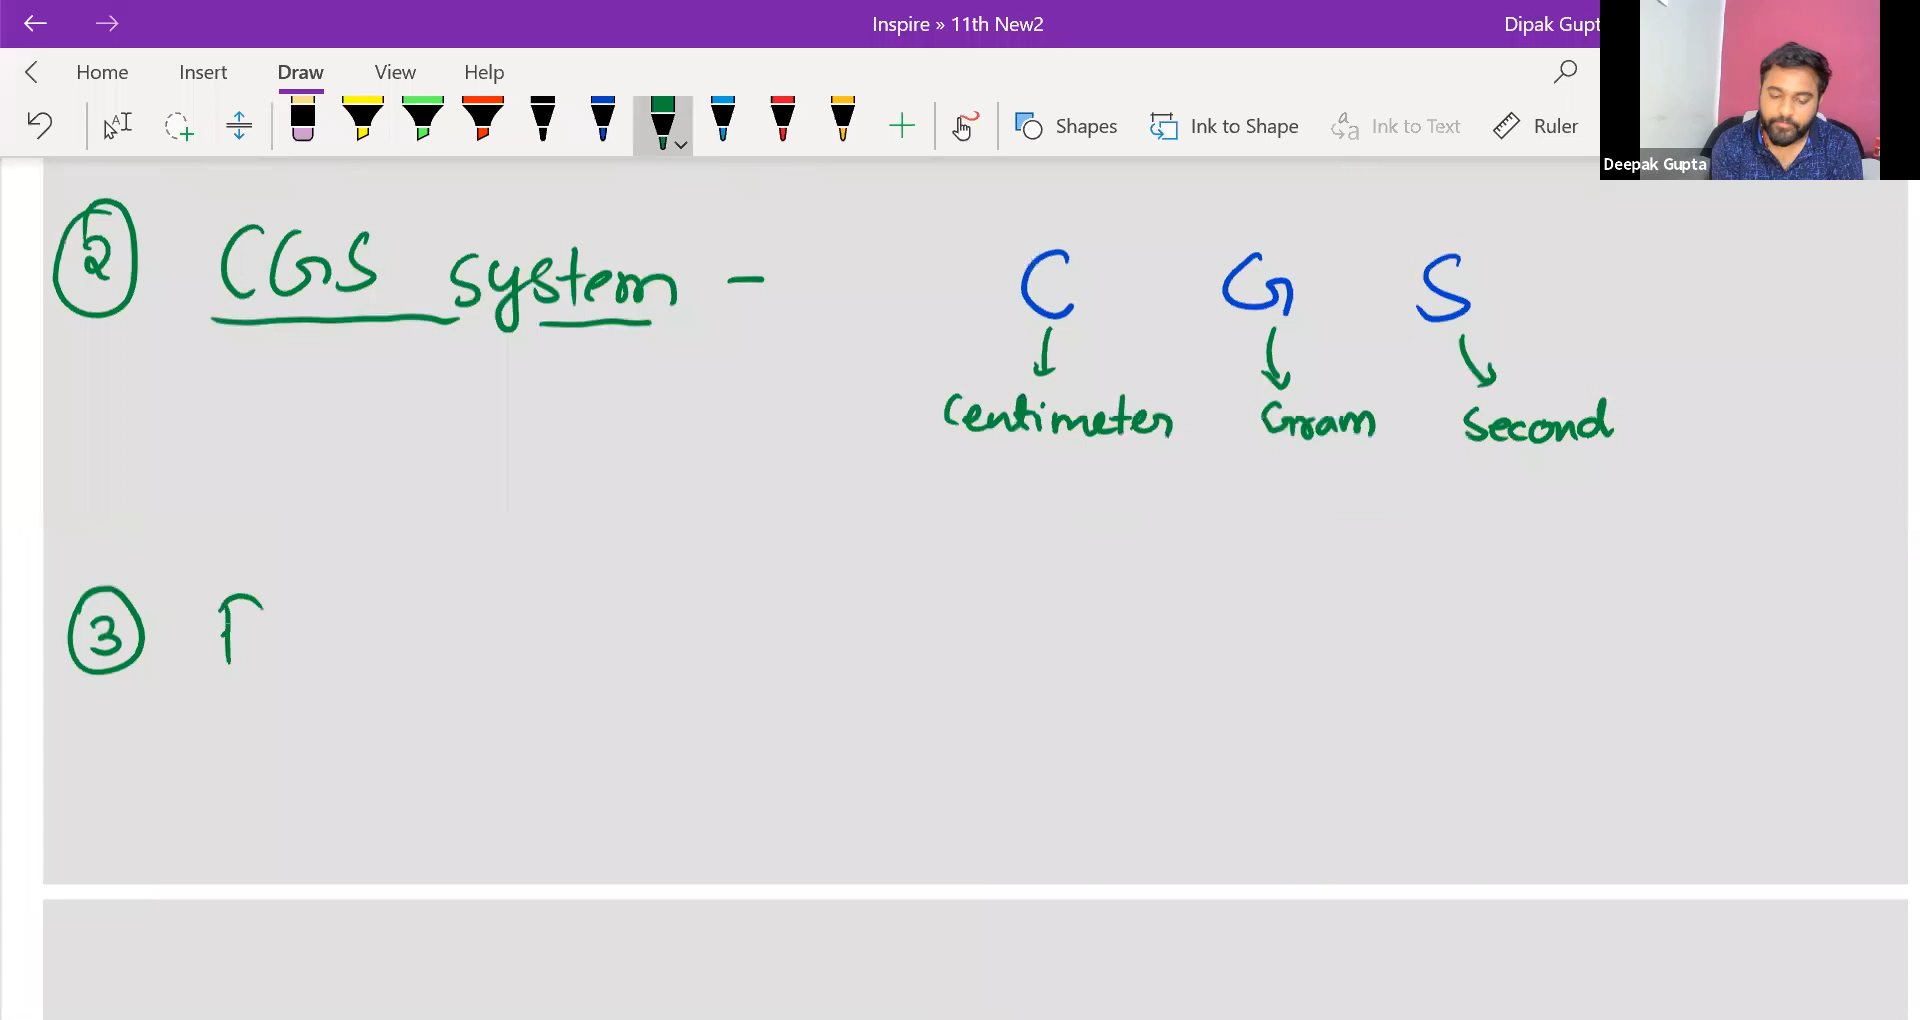 Inspire » 11th New2
Dipak Gupt
Home Insert Draw View Help
Shapes Ink to Shape Ink to Text Ruler
Deepak Gupta
2 CGS system - C G S
Centimeter Gram Second
3